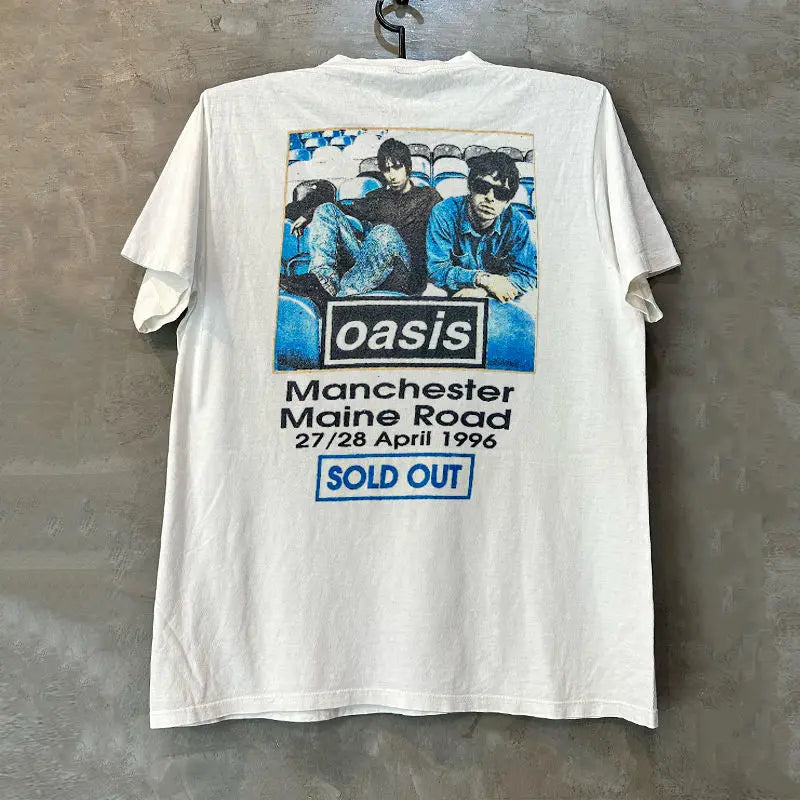 oasis
Manchester
Maine Road
27/28 April 1996
SOLD OUT